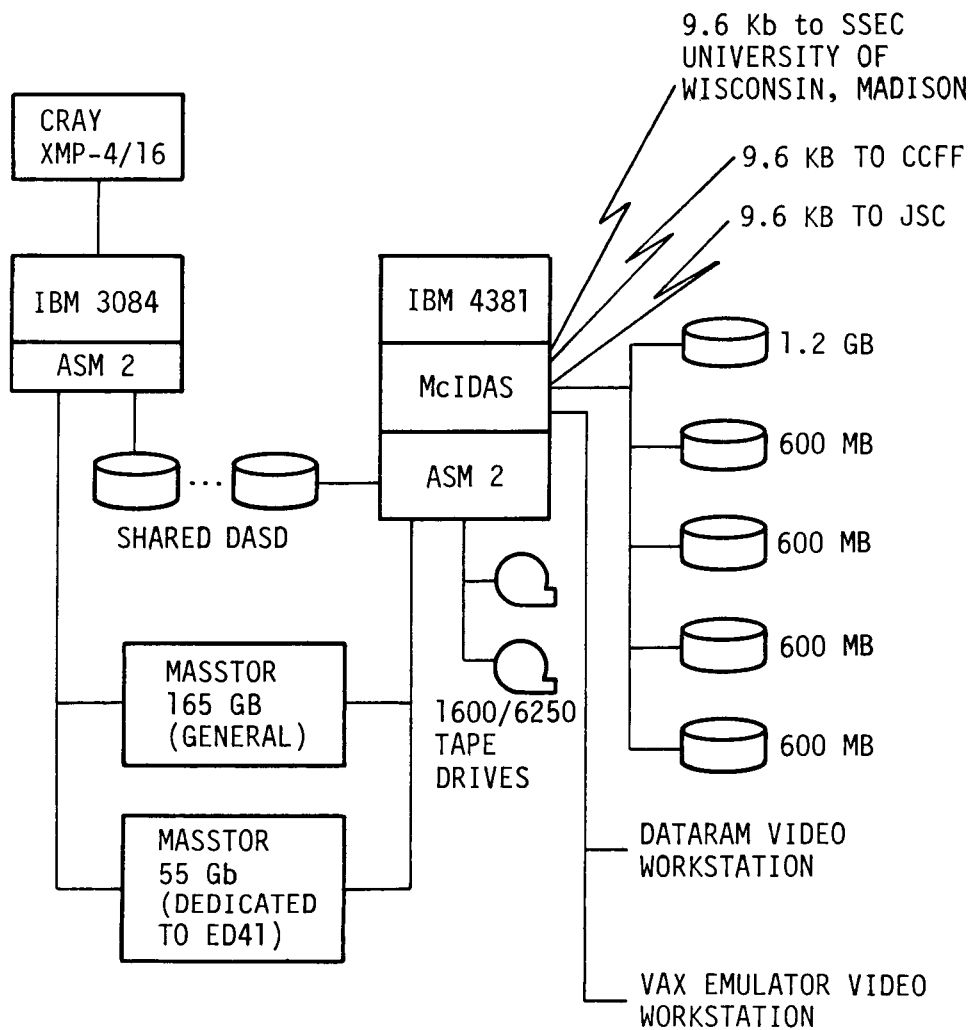 9.6 Kb to SSEC
UNIVERSITY OF
WISCONSIN, MADISON
CRAY
XMP-4/16
9.6 KB TO CCFF
9.6 KB TO JSC
IBM 3084
ASM 2
IBM 4381
McIDAS
ASM 2
1.2 GB
600 MB
600 MB
600 MB
600 MB
...
SHARED DASD
MASSTOR
165 GB
(GENERAL)
1600/6250
TAPE
DRIVES
MASSTOR
55 Gb
(DEDICATED
TO ED41)
DATARAM VIDEO
WORKSTATION
VAX EMULATOR VIDEO
WORKSTATION